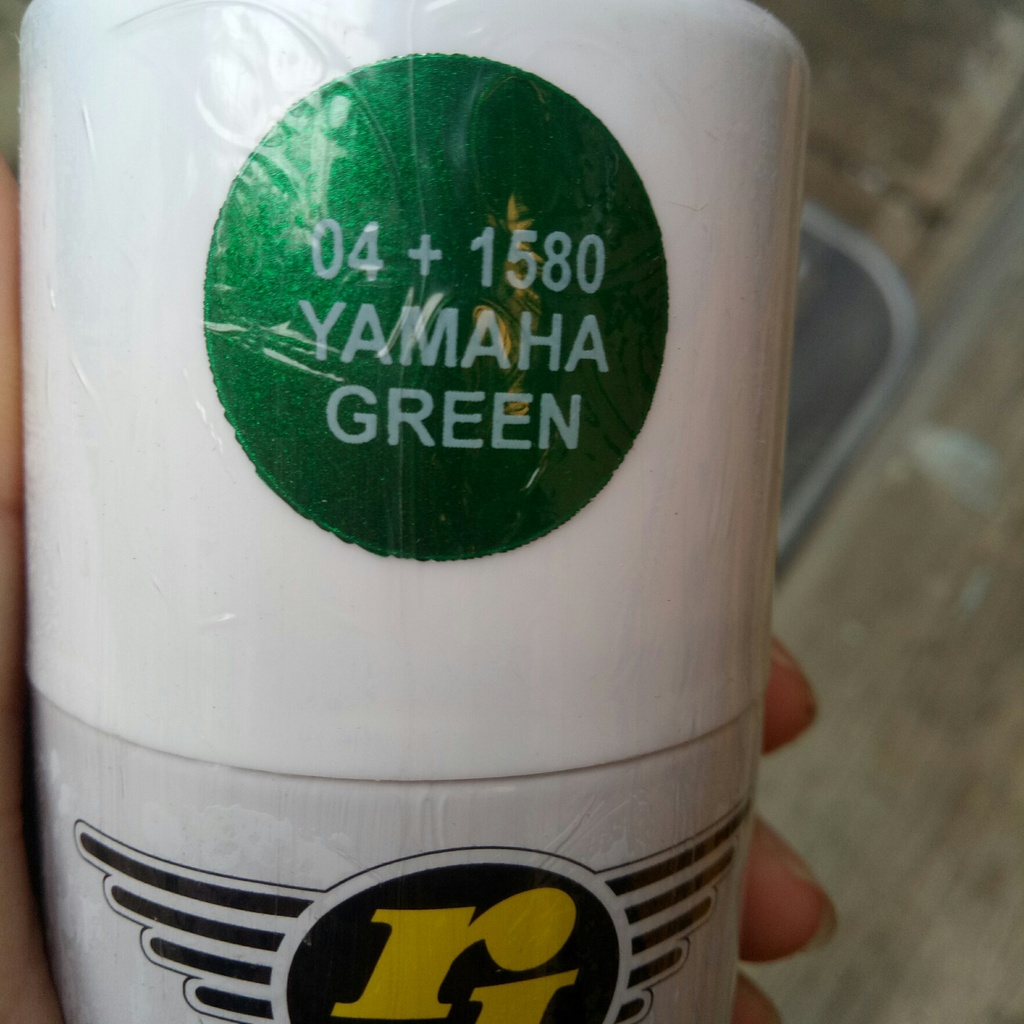 04 + 1580
YAMAHA
GREEN